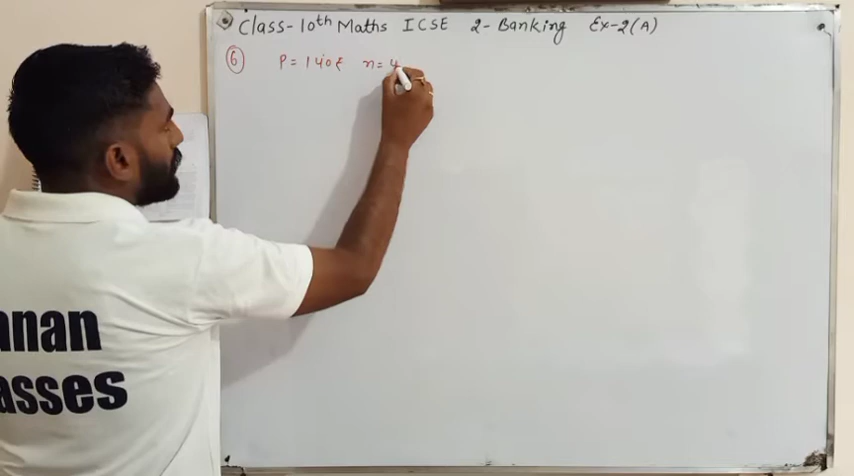 Class-10th Maths ICSE 2-Banking Ex-2(A)
6 P = 140₹ n = 4
anan
asses